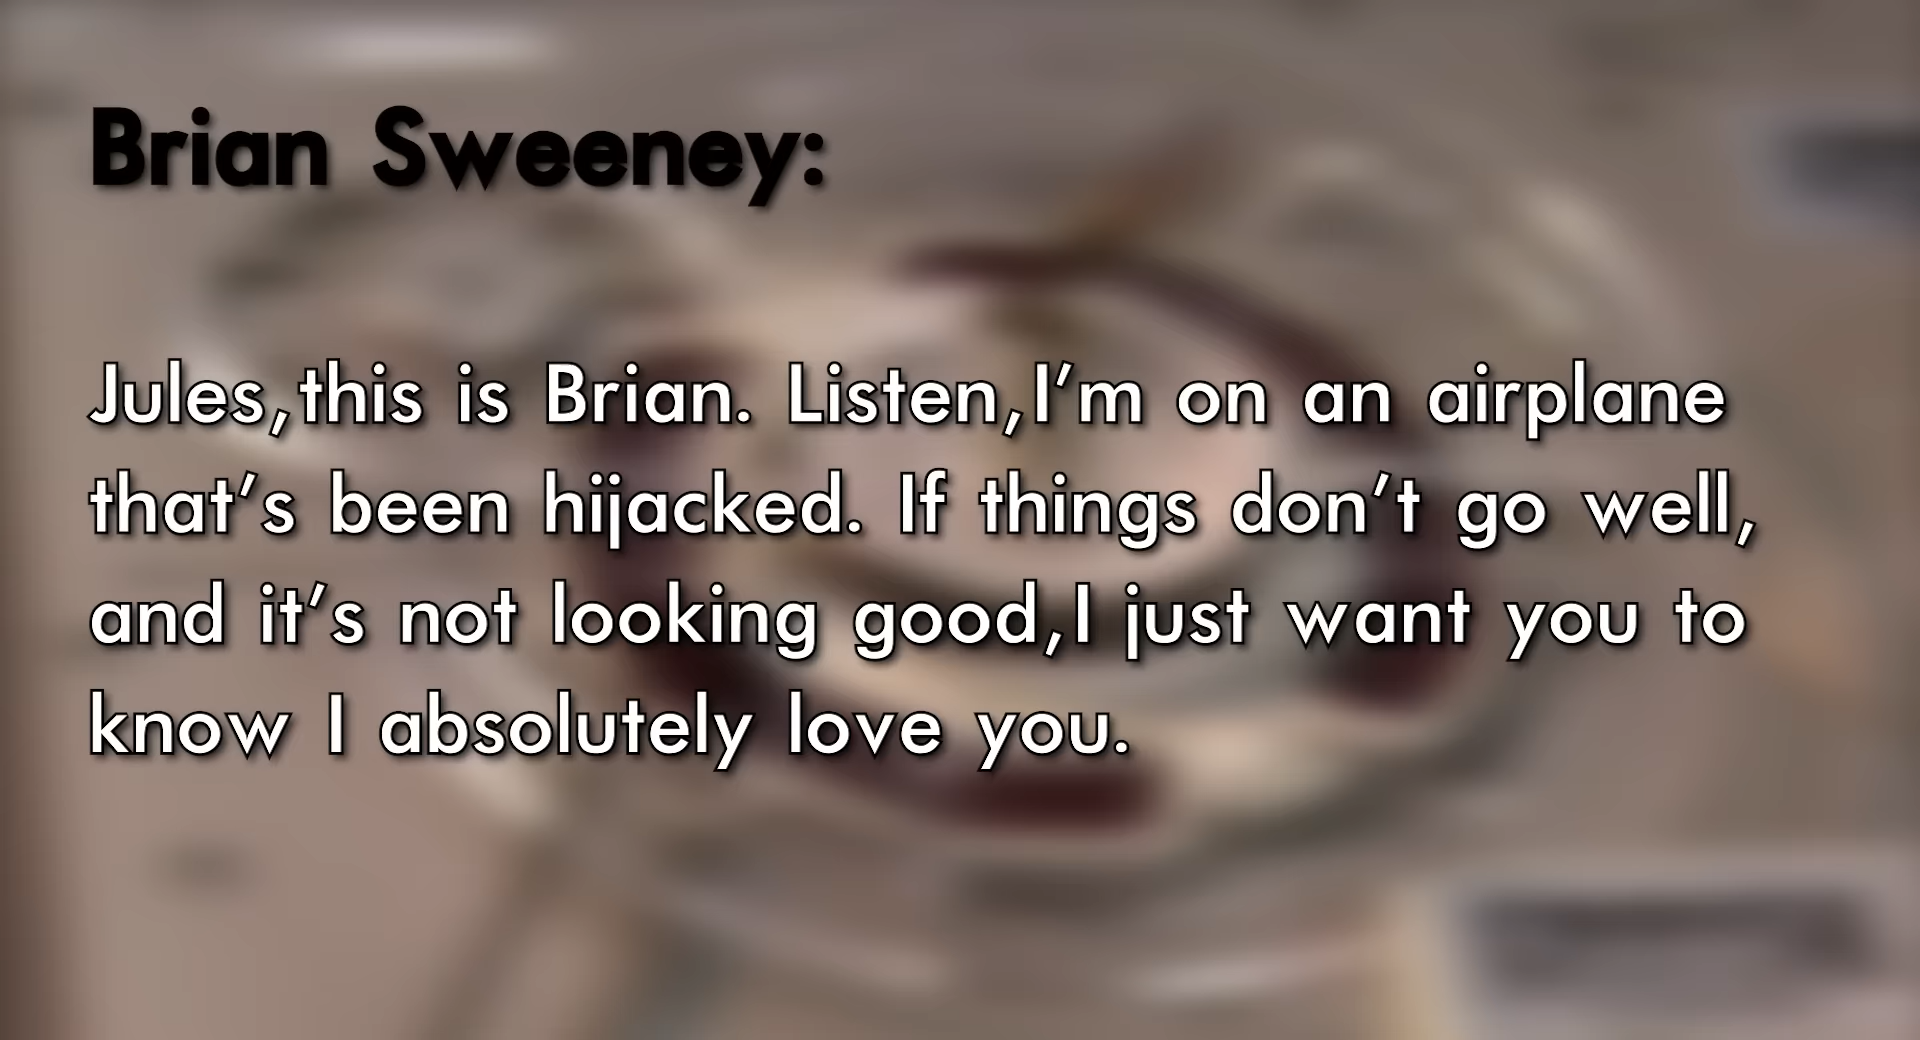 Brian Sweeney:
Jules,this is Brian. Listen,I’m on an airplane
that’s been hijacked. If things don’t go well,
and it’s not looking good,I just want you to
know I absolutely love you.